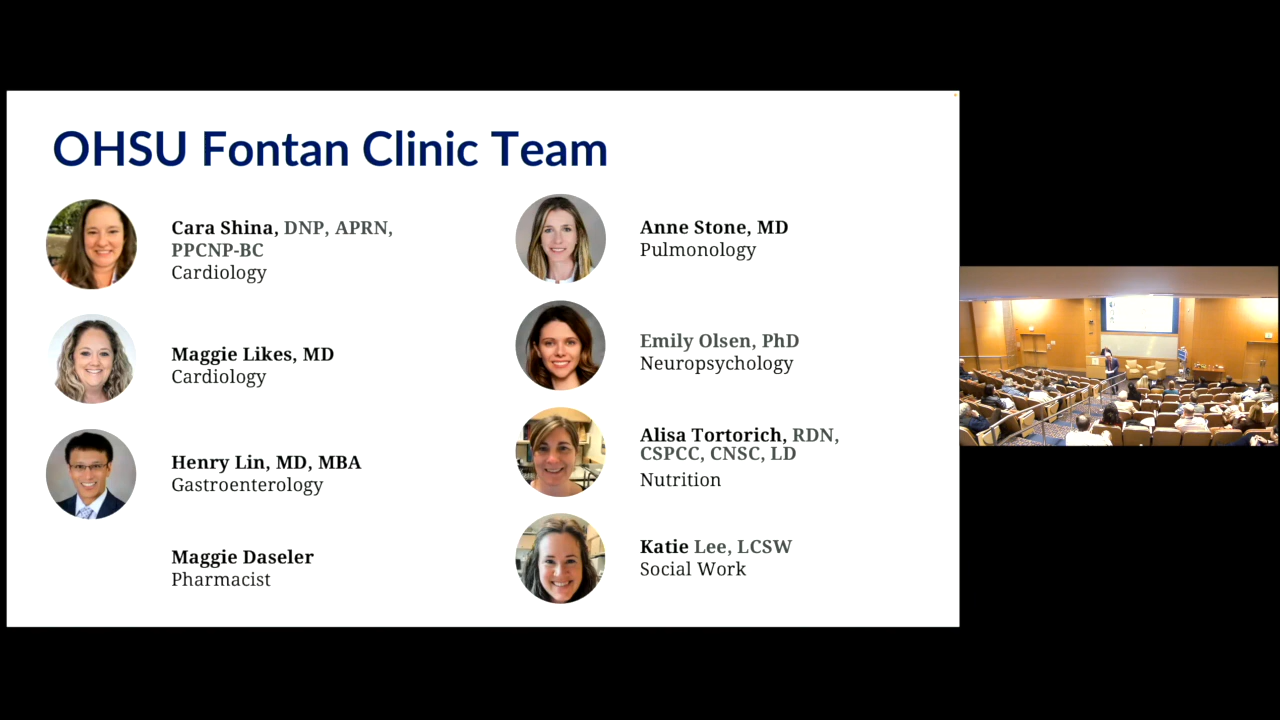 OHSU Fontan Clinic Team
Cara Shina, DNP, APRN,
PPCNP-BC
Cardiology
Maggie Likes, MD
Cardiology
Henry Lin, MD, MBA
Gastroenterology
Maggie Daseler
Pharmacist
Anne Stone, MD
Pulmonology
Emily Olsen, PhD
Neuropsychology
Alisa Tortorich, RDN,
CSPCC, CNSC, LD
Nutrition
Katie Lee, LCSW
Social Work